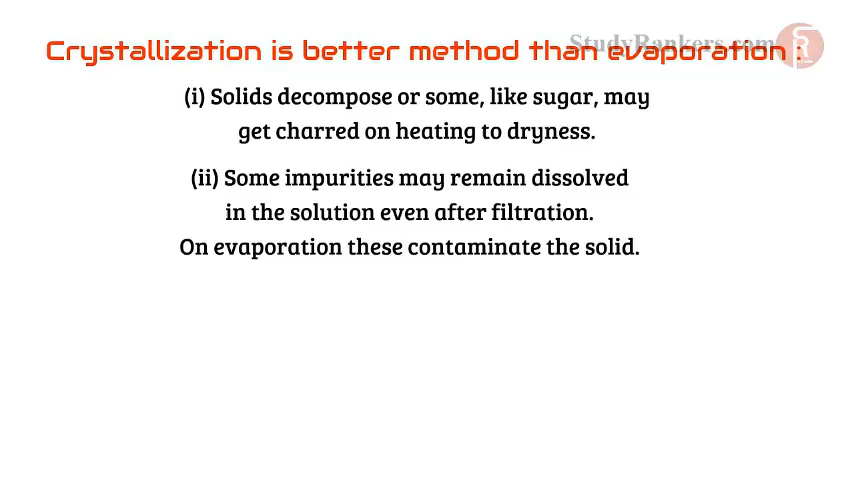 StudyRankers.com
Crystallization is better method than evaporation :
(i) Solids decompose or some, like sugar, may
get charred on heating to dryness.
(ii) Some impurities may remain dissolved
in the solution even after filtration.
On evaporation these contaminate the solid.